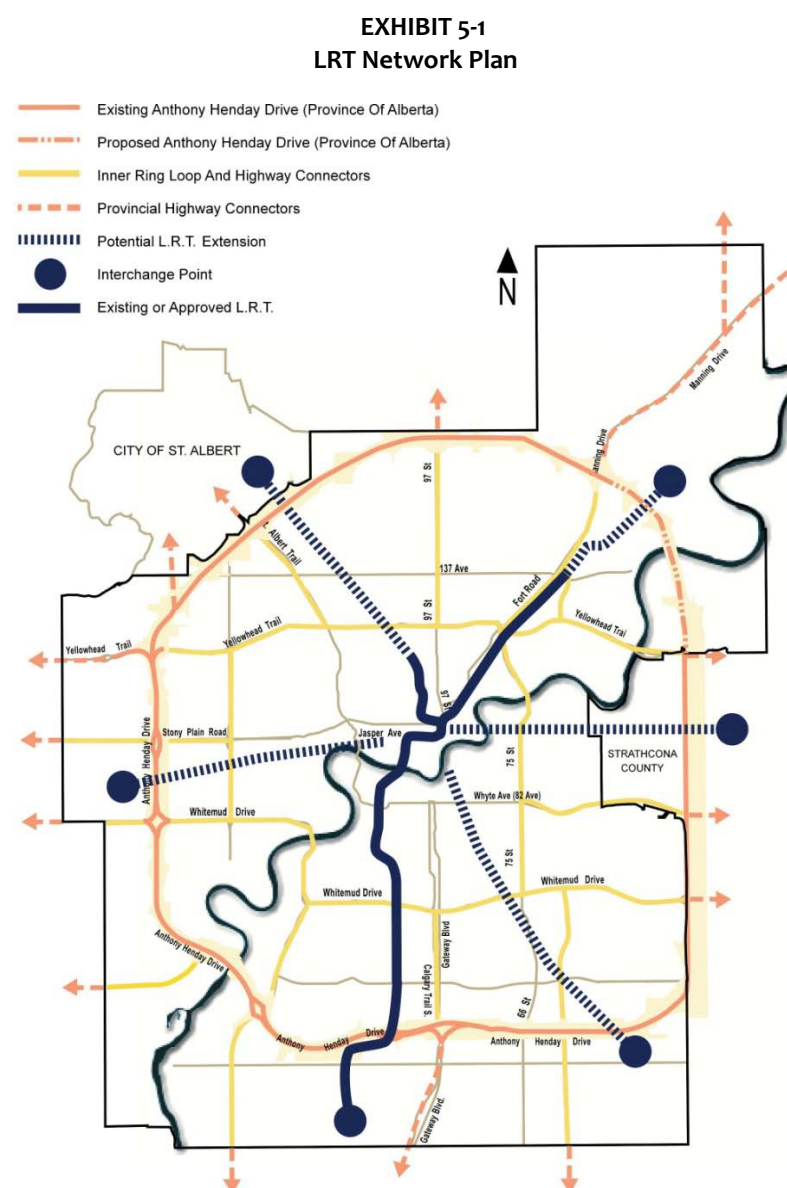 EXHIBIT 5-1
LRT Network Plan
Existing Anthony Henday Drive (Province Of Alberta)
Proposed Anthony Henday Drive (Province Of Alberta)
Inner Ring Loop And Highway Connectors
Provincial Highway Connectors
Potential L.R.T. Extension
Interchange Point
Existing or Approved L.R.T.
N
Manning Drive
CITY OF ST. ALBERT
anning Drive
97 St
t. Albert Trail
137 Ave
Fort Road
97 St
Yellowhead Trail
Yellowhead Trail
Yellowhead Trai
97 St
Anthony Henday Drive
Stony Plain Road
Jasper Ave
75 St
STRATHCONA
COUNTY
Whyte Ave (82 Ave)
Whitemud Drive
75 St
Whitemud Drive
Whitemud Drive
Gateway Blvd
Anthony Henday Drive
Calgary Trail S.
66 St
Anthony Henday Drive
Anthony Henday Drive
Gateway Blvd.